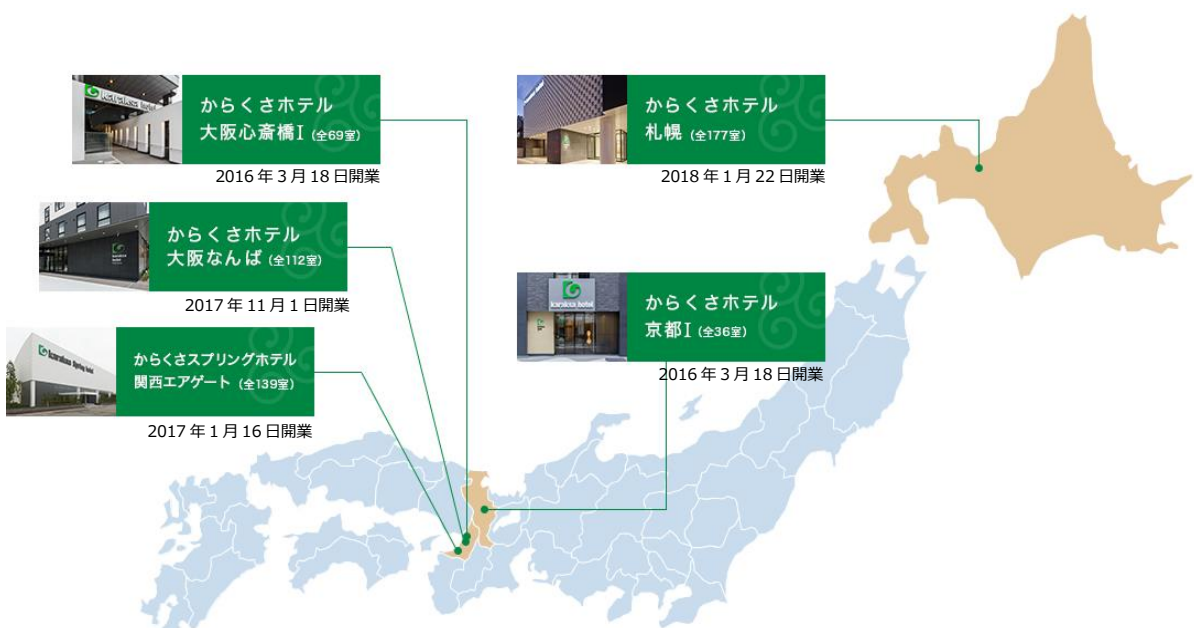 karaksa hotel
からくさホテル
大阪心斎橋I (全69室)
2016年3月18日開業
からくさホテル
大阪なんば (全112室)
2017年11月1日開業
karaksa Spring hotel
からくさスプリングホテル
関西エアゲート (全139室)
2017年1月16日開業
からくさホテル
札幌 (全177室)
2018年1月22日開業
karaksa hotel
からくさホテル
京都I (全36室)
2016年3月18日開業